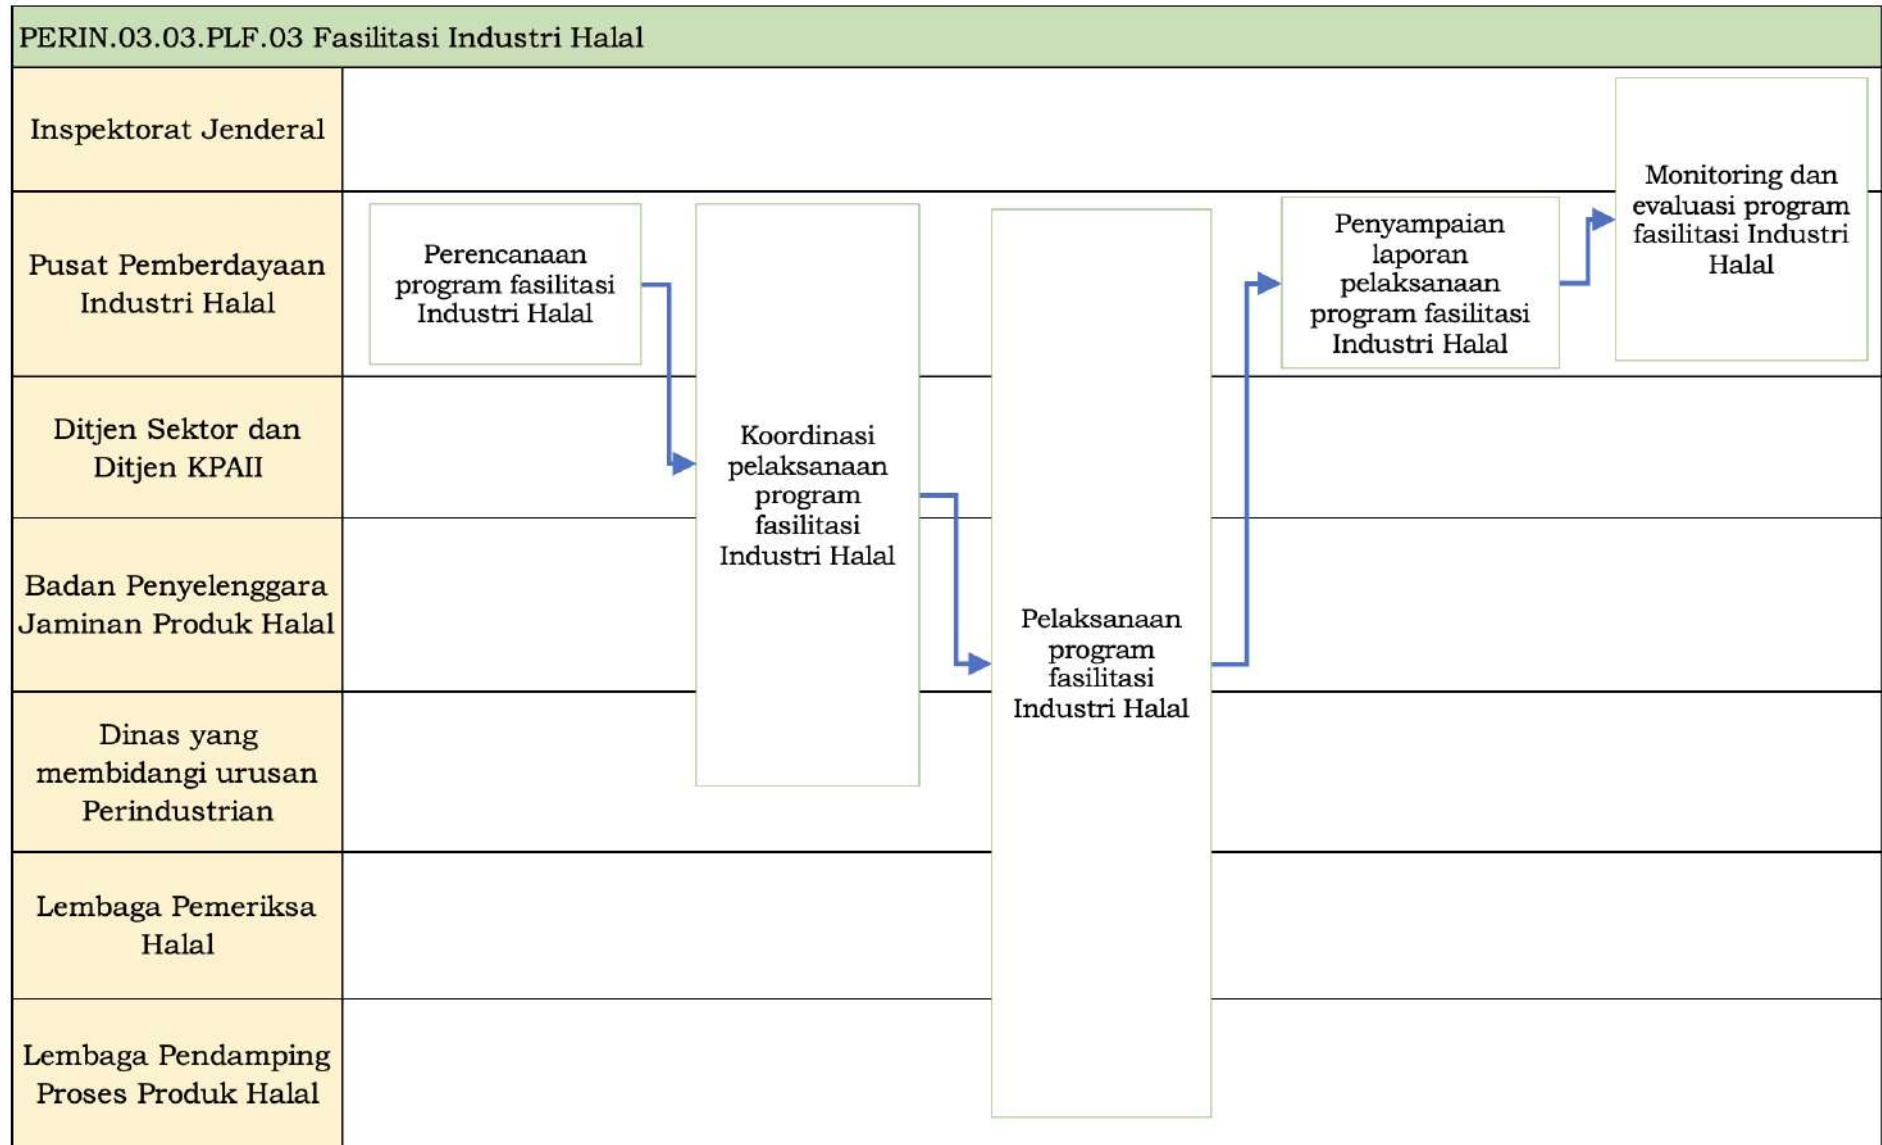 PERIN.03.03.PLF.03 Fasilitasi Industri Halal
Inspektorat Jenderal
Pusat Pemberdayaan
Industri Halal
Ditjen Sektor dan
Ditjen KPAII
Badan Penyelenggara
Jaminan Produk Halal
Dinas yang
membidangi urusan
Perindustrian
Lembaga Pemeriksa
Halal
Lembaga Pendamping
Proses Produk Halal
Perencanaan
program fasilitasi
Industri Halal
Koordinasi
pelaksanaan
program
fasilitasi
Industri Halal
Pelaksanaan
program
fasilitasi
Industri Halal
Penyampaian
laporan
pelaksanaan
program fasilitasi
Industri Halal
Monitoring dan
evaluasi program
fasilitasi Industri
Halal